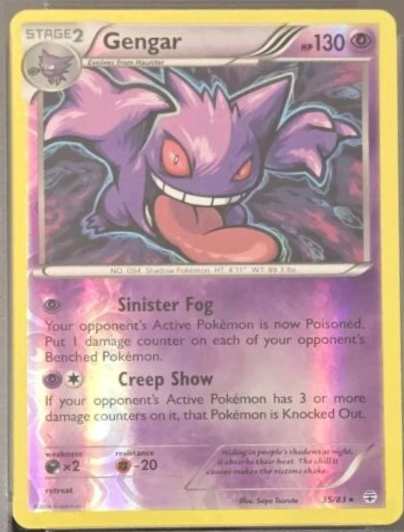 STAGE2 Gengar HP130
Evolves from Haunter
NO. 094 Shadow Pokémon HT: 4'11" WT: 89.3 lbs.
Sinister Fog
Your opponent's Active Pokémon is now Poisoned.
Put 1 damage counter on each of your opponent's
Benched Pokémon.
Creep Show
If your opponent's Active Pokémon has 3 or more
damage counters on it, that Pokémon is Knocked Out.
weakness resistance
×2 -20
retreat
Hiding in people's shadows at night,
it absorbs their heat. The chill it
causes makes the victims shake.
Illus. Sayo Tsuruta 35/83